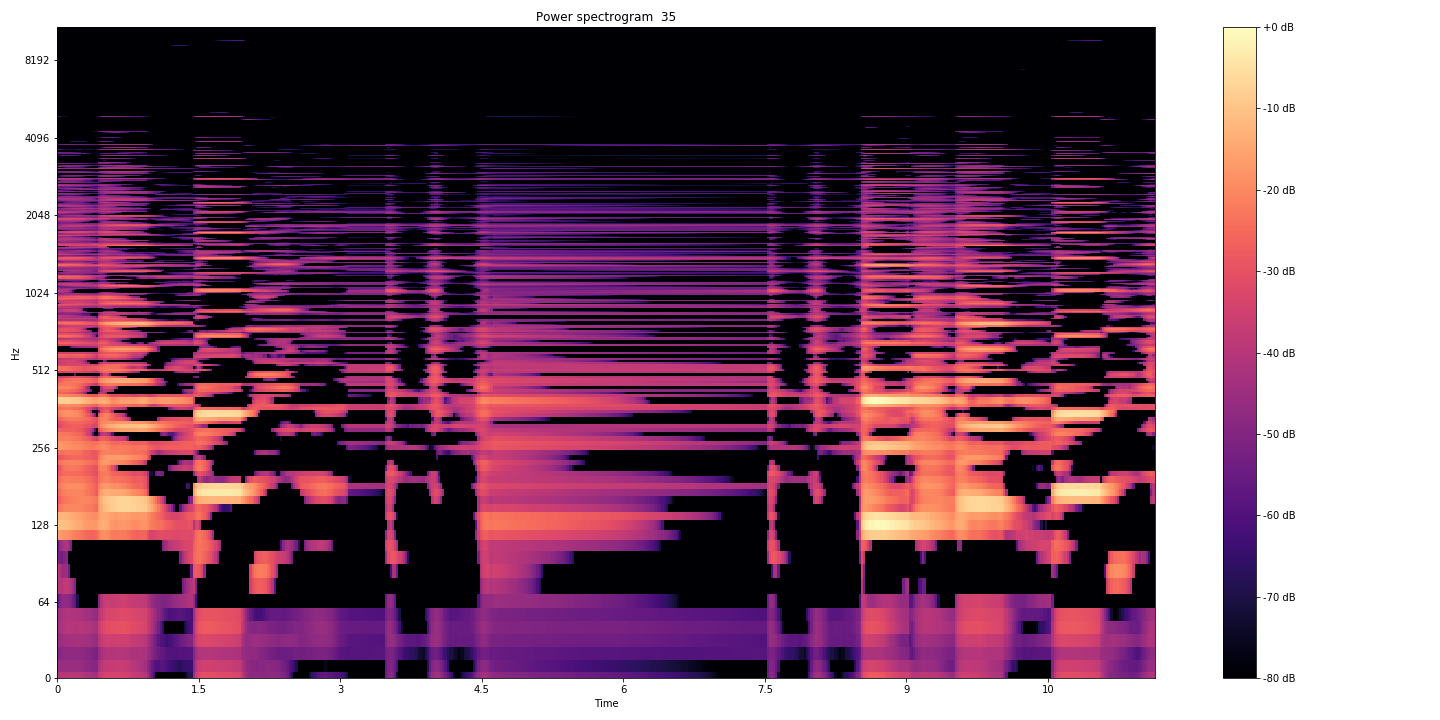 Power spectrogram  35
Hz
8192
4096
2048
1024
512
256
128
64
0
0 1.5 3 4.5 6 7.5 9 10
Time
+0 dB
-10 dB
-20 dB
-30 dB
-40 dB
-50 dB
-60 dB
-70 dB
-80 dB